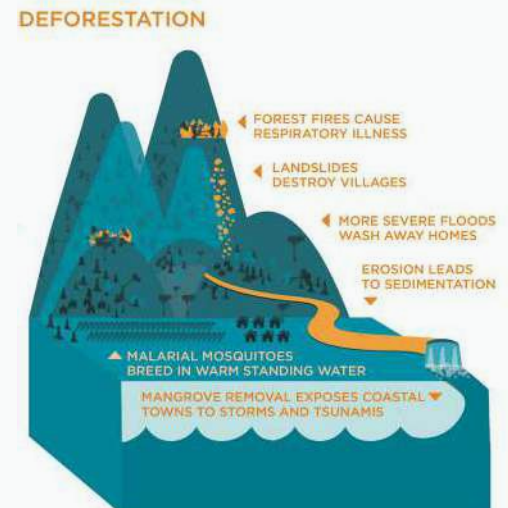 DEFORESTATION
FOREST FIRES CAUSE
RESPIRATORY ILLNESS
LANDSLIDES
DESTROY VILLAGES
MORE SEVERE FLOODS
WASH AWAY HOMES
EROSION LEADS
TO SEDIMENTATION
MALARIAL MOSQUITOES
BREED IN WARM STANDING WATER
MANGROVE REMOVAL EXPOSES COASTAL
TOWNS TO STORMS AND TSUNAMIS